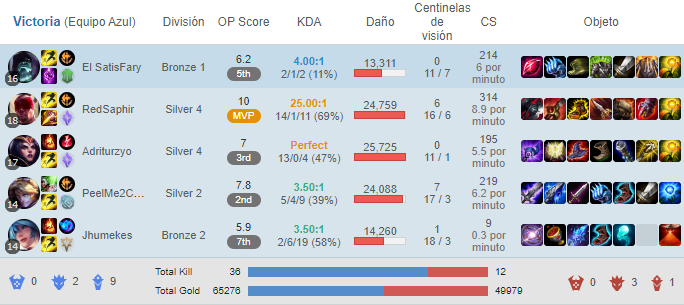 Victoria (Equipo Azul) División OP Score KDA Daño Centinelas de visión CS Objeto
16 El SatisFary Bronze 1 6.2 5th 4.00:1 2/1/2 (11%) 13,311 0 11 / 7 214 6 por minuto
18 RedSaphir Silver 4 10 MVP 25.00:1 14/1/11 (69%) 24,759 6 16 / 6 314 8.9 por minuto
17 Adriturzyo Silver 4 7 3rd Perfect 13/0/4 (47%) 25,725 0 11 / 1 195 5.5 por minuto
14 PeelMe2C... Silver 2 7.8 2nd 3.50:1 5/4/9 (39%) 24,088 7 17 / 3 219 6.2 por minuto
14 Jhumekes Bronze 2 5.9 7th 3.50:1 2/6/19 (58%) 14,260 1 18 / 3 9 0.3 por minuto
0 2 9 Total Kill 36 12 0 3 1
Total Gold 65276 49979